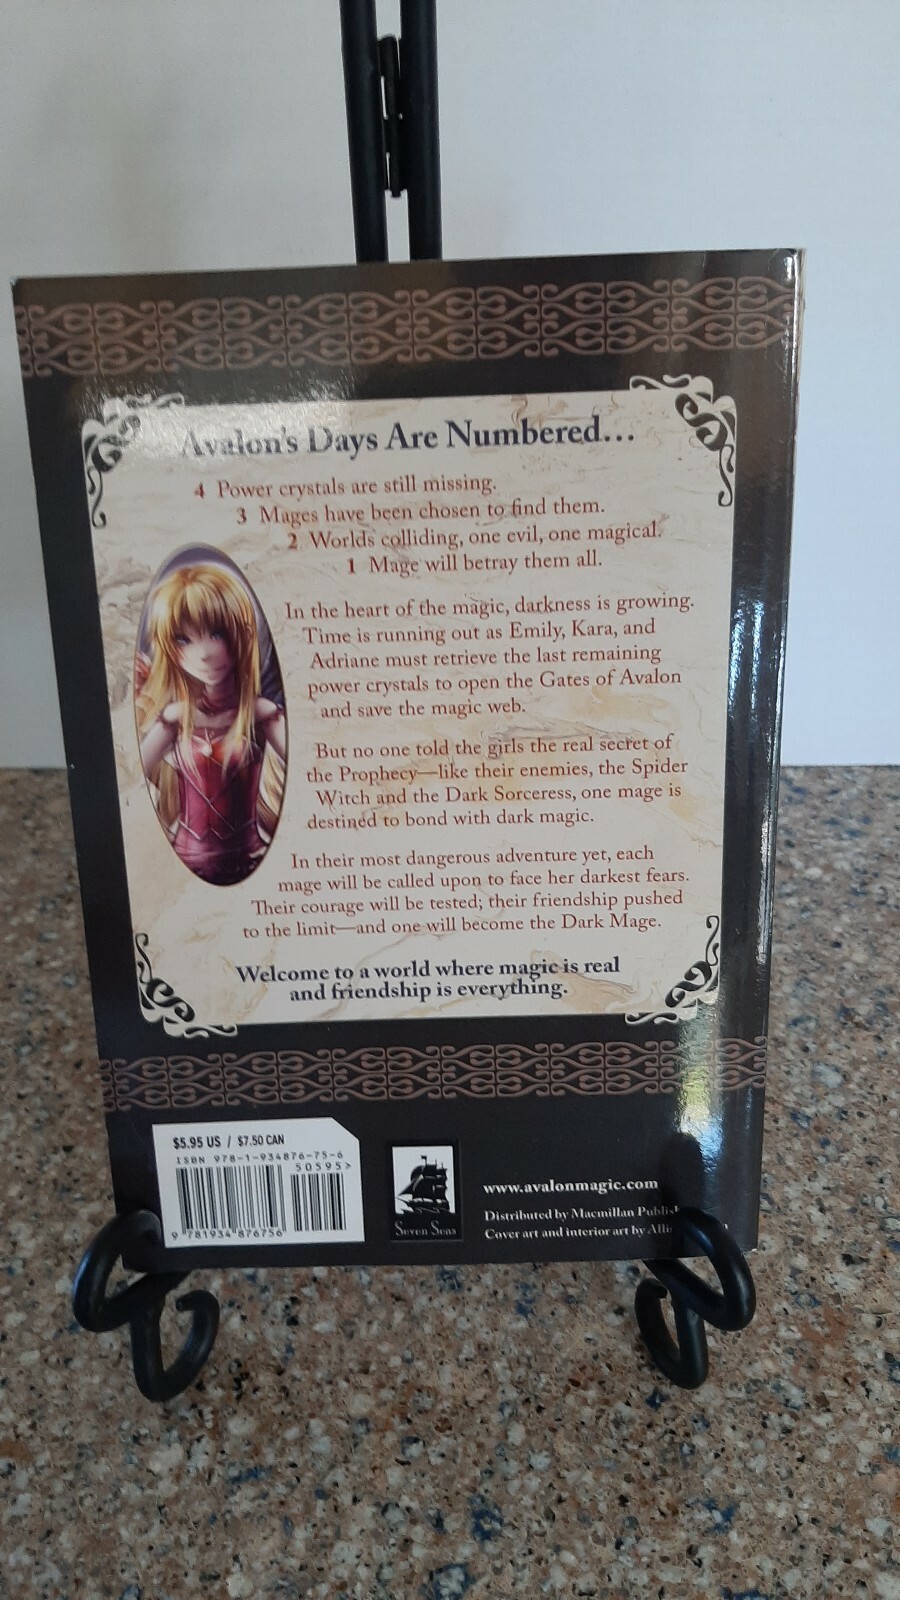 Avalon's Days Are Numbered...
4 Power crystals are still missing.
3 Mages have been chosen to find them.
2 Worlds colliding, one evil, one magical.
1 Mage will betray them all.
In the heart of the magic, darkness is growing.
Time is running out as Emily, Kara, and
Adriane must retrieve the last remaining
power crystals to open the Gates of Avalon
and save the magic web.
But no one told the girls the real secret of
the Prophecy—like their enemies, the Spider
Witch and the Dark Sorceress, one mage is
destined to bond with dark magic.
In their most dangerous adventure yet, each
mage will be called upon to face her darkest fears.
Their courage will be tested; their friendship pushed
to the limit—and one will become the Dark Mage.
Welcome to a world where magic is real
and friendship is everything.
$5.95 US / $7.50 CAN
ISBN 978-1-934876-75-6
50595>
9 781934 876756
Seven Seas
www.avalonmagic.com
Distributed by Macmillan
Cover art and interior art by